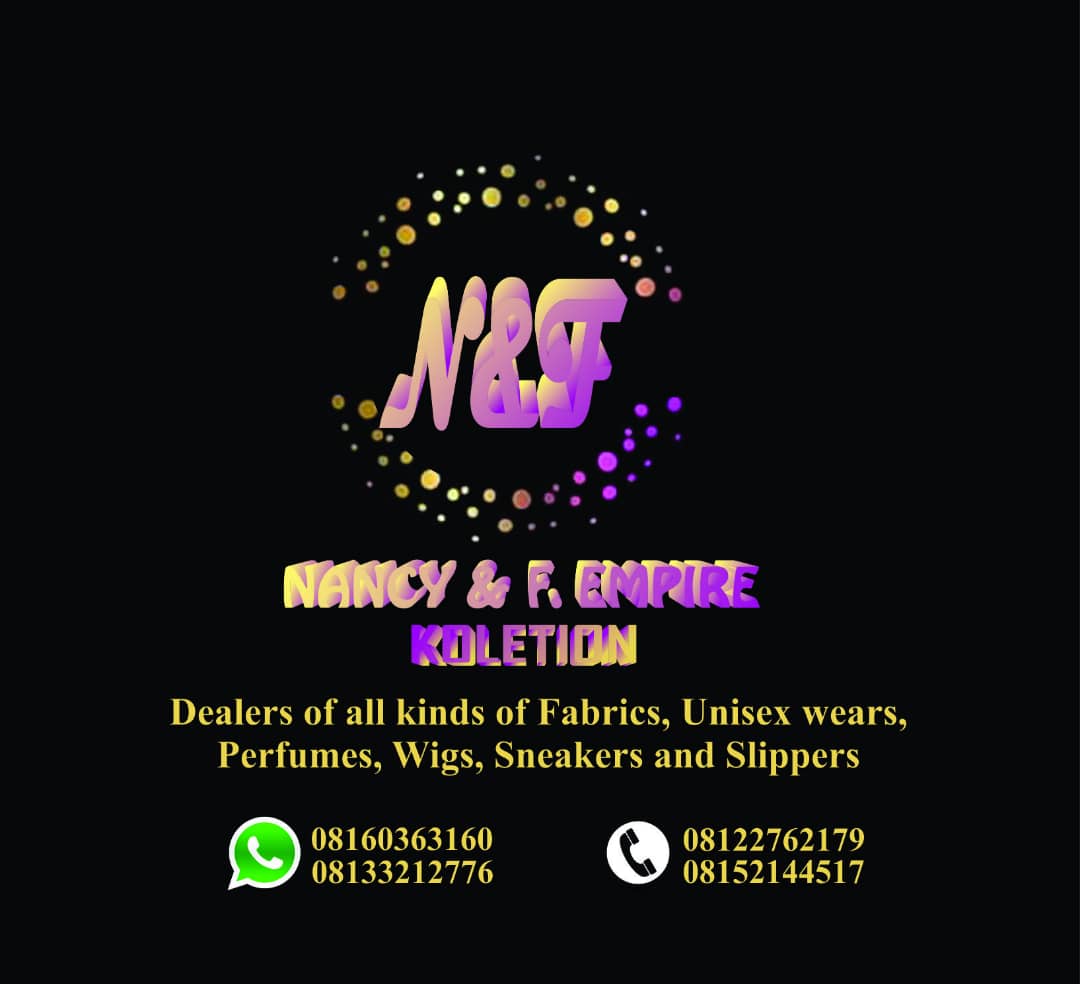 N&F
NANCY & F. EMPIRE
KOLETION
Dealers of all kinds of Fabrics, Unisex wears,
Perfumes, Wigs, Sneakers and Slippers
08160363160
08133212776
08122762179
08152144517